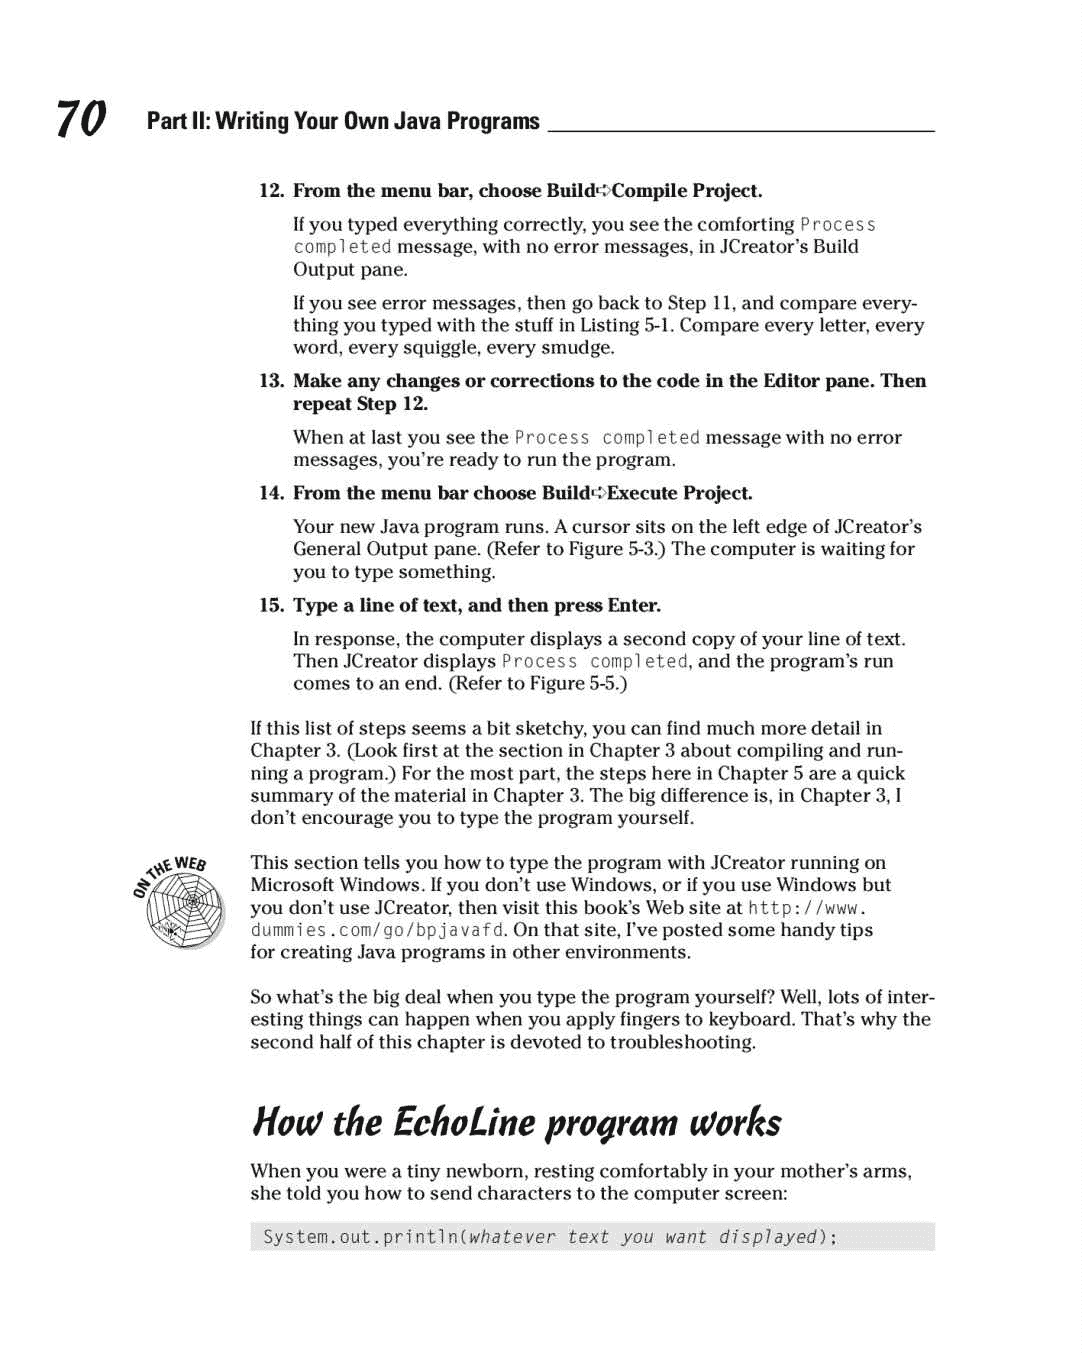 70 Part II: Writing Your Own Java Programs
12. From the menu bar, choose Build➪Compile Project.
If you typed everything correctly, you see the comforting Process
completed message, with no error messages, in JCreator's Build
Output pane.
If you see error messages, then go back to Step 11, and compare every-
thing you typed with the stuff in Listing 5-1. Compare every letter, every
word, every squiggle, every smudge.
13. Make any changes or corrections to the code in the Editor pane. Then
repeat Step 12.
When at last you see the Process completed message with no error
messages, you're ready to run the program.
14. From the menu bar choose Build➪Execute Project.
Your new Java program runs. A cursor sits on the left edge of JCreator's
General Output pane. (Refer to Figure 5-3.) The computer is waiting for
you to type something.
15. Type a line of text, and then press Enter.
In response, the computer displays a second copy of your line of text.
Then JCreator displays Process completed, and the program's run
comes to an end. (Refer to Figure 5-5.)
If this list of steps seems a bit sketchy, you can find much more detail in
Chapter 3. (Look first at the section in Chapter 3 about compiling and run-
ning a program.) For the most part, the steps here in Chapter 5 are a quick
summary of the material in Chapter 3. The big difference is, in Chapter 3, I
don't encourage you to type the program yourself.
ON THE WEB
This section tells you how to type the program with JCreator running on
Microsoft Windows. If you don't use Windows, or if you use Windows but
you don't use JCreator, then visit this book's Web site at http://www.
dummies.com/go/bpjavafd. On that site, I've posted some handy tips
for creating Java programs in other environments.
So what's the big deal when you type the program yourself? Well, lots of inter-
esting things can happen when you apply fingers to keyboard. That's why the
second half of this chapter is devoted to troubleshooting.
How the EchoLine program works
When you were a tiny newborn, resting comfortably in your mother's arms,
she told you how to send characters to the computer screen:
System.out.println(whatever text you want displayed);